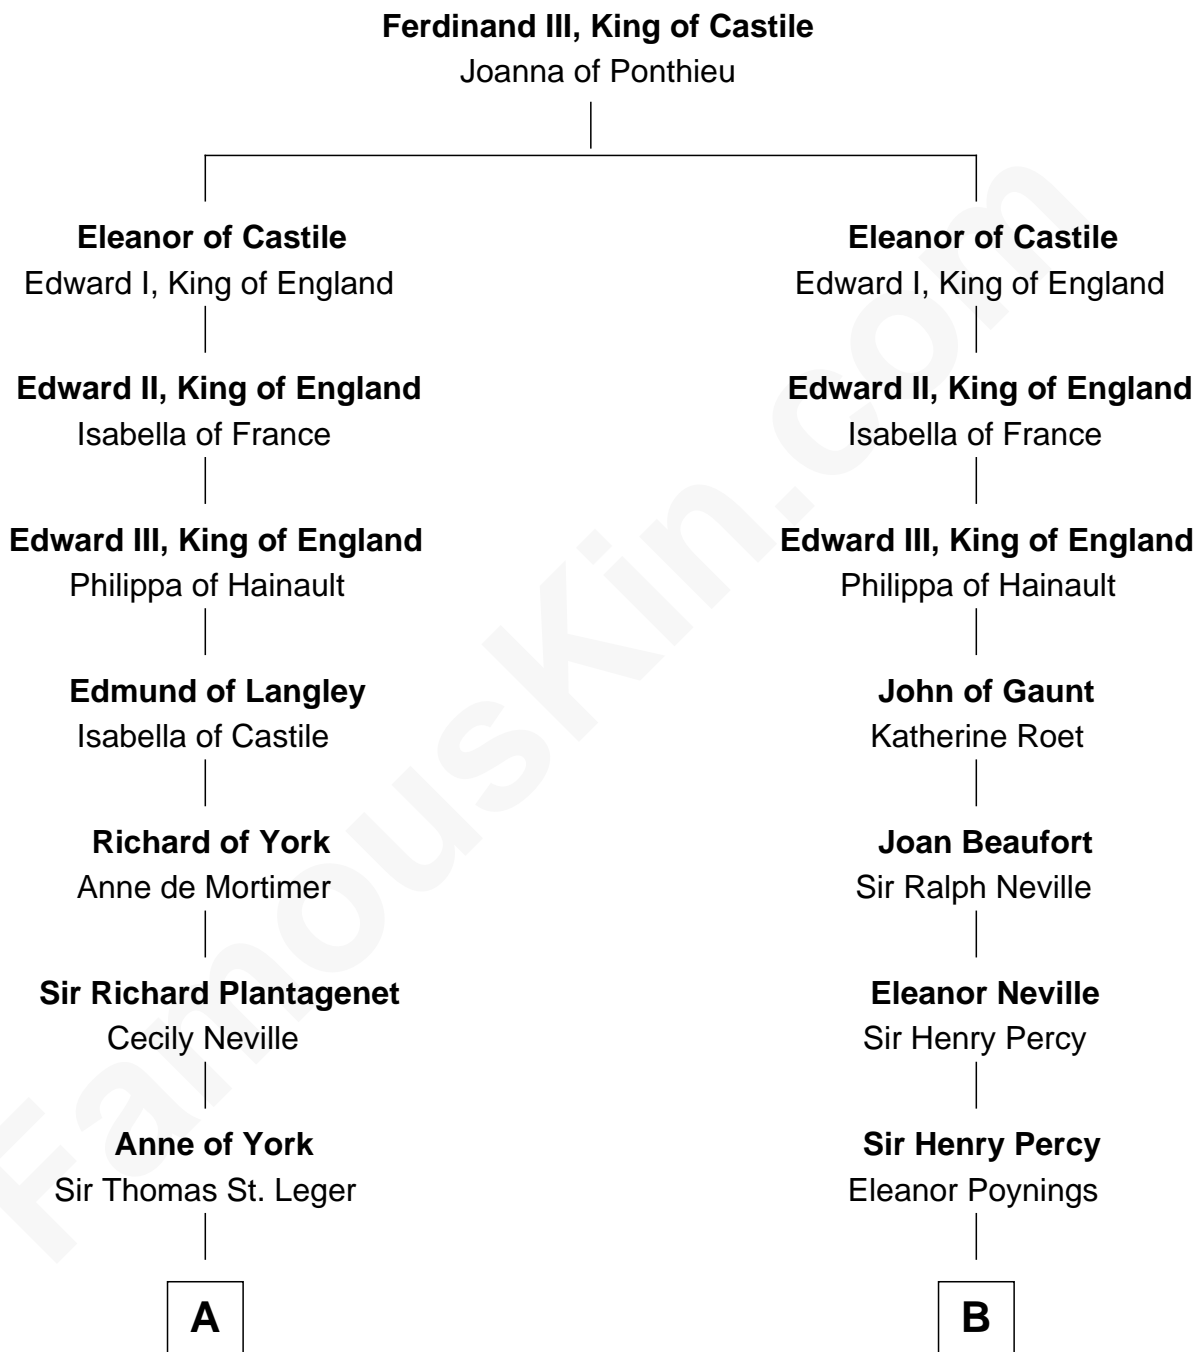 Ferdinand III, King of Castile
Joanna of Ponthieu
Eleanor of Castile
Edward I, King of England
Edward II, King of England
Isabella of France
Edward III, King of England
Philippa of Hainault
Edmund of Langley
Isabella of Castile
Richard of York
Anne de Mortimer
Sir Richard Plantagenet
Cecily Neville
Anne of York
Sir Thomas St. Leger
A
Eleanor of Castile
Edward I, King of England
Edward II, King of England
Isabella of France
Edward III, King of England
Philippa of Hainault
John of Gaunt
Katherine Roet
Joan Beaufort
Sir Ralph Neville
Eleanor Neville
Sir Henry Percy
Sir Henry Percy
Eleanor Poynings
B
FamousKin.com